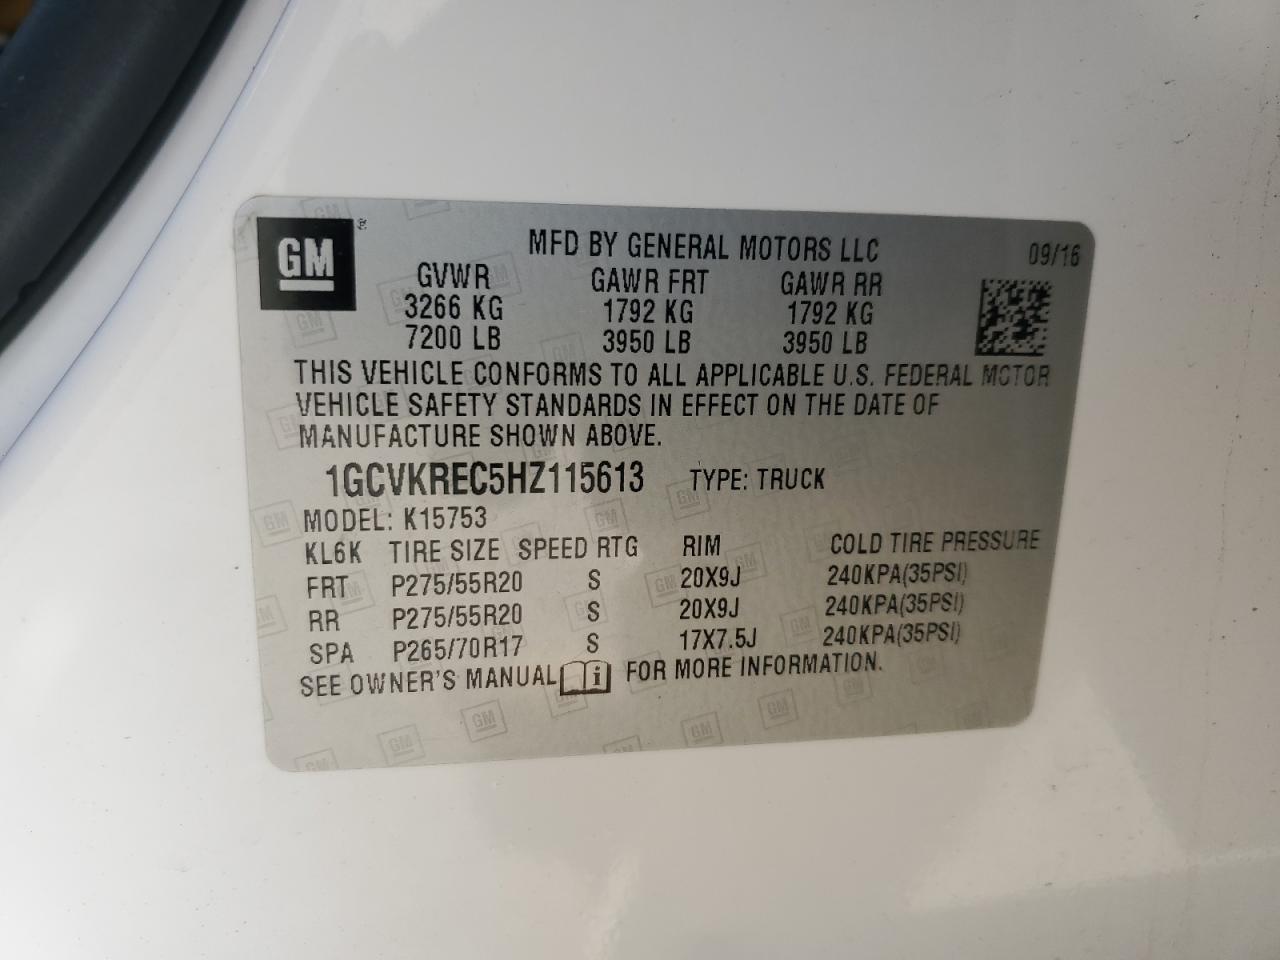 GM
MFD BY GENERAL MOTORS LLC 09/16
GVWR GAWR FRT GAWR RR
3266 KG 1792 KG 1792 KG
7200 LB 3950 LB 3950 LB
THIS VEHICLE CONFORMS TO ALL APPLICABLE U.S. FEDERAL MOTOR
VEHICLE SAFETY STANDARDS IN EFFECT ON THE DATE OF
MANUFACTURE SHOWN ABOVE.
1GCVKREC5HZ115613 TYPE: TRUCK
MODEL: K15753
KL6K TIRE SIZE SPEED RTG RIM COLD TIRE PRESSURE
FRT P275/55R20 S 20X9J 240KPA(35PSI)
RR P275/55R20 S 20X9J 240KPA(35PSI)
SPA P265/70R17 S 17X7.5J 240KPA(35PSI)
SEE OWNER'S MANUAL i FOR MORE INFORMATION.